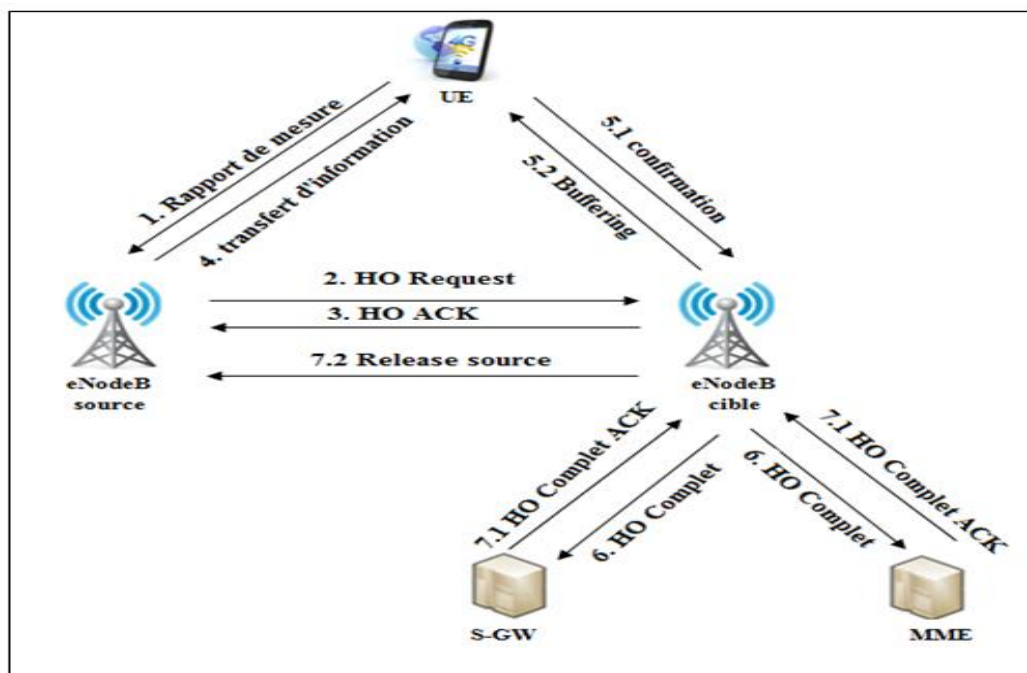 4G
UE
1. Rapport de mesure
4. transfert d'information
5.1 confirmation
5.2 Buffering
2. HO Request
3. HO ACK
7.2 Release source
eNodeB
source
eNodeB
cible
7.1 HO Complet ACK
6. HO Complet
6. HO Complet
7.1 HO Complet ACK
S-GW
MME